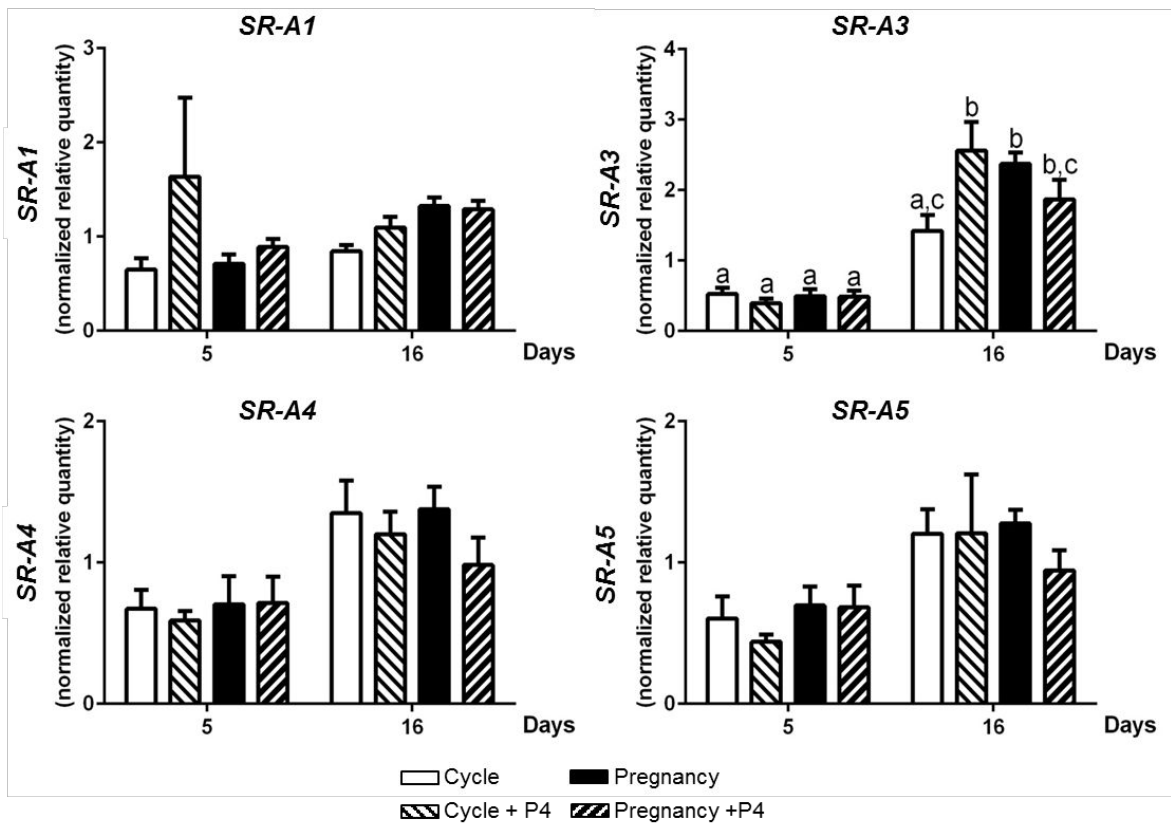 SR-A1
SR-A1
(normalized relative quantity)
3
2
1
0
5
16
Days
SR-A3
SR-A3
(normalized relative quantity)
4
3
2
1
0
a
a
a
a
a,c
b
b
b,c
5
16
Days
SR-A4
SR-A4
(normalized relative quantity)
2
1
0
5
16
Days
SR-A5
SR-A5
(normalized relative quantity)
2
1
0
5
16
Days
Cycle
Pregnancy
Cycle + P4
Pregnancy +P4